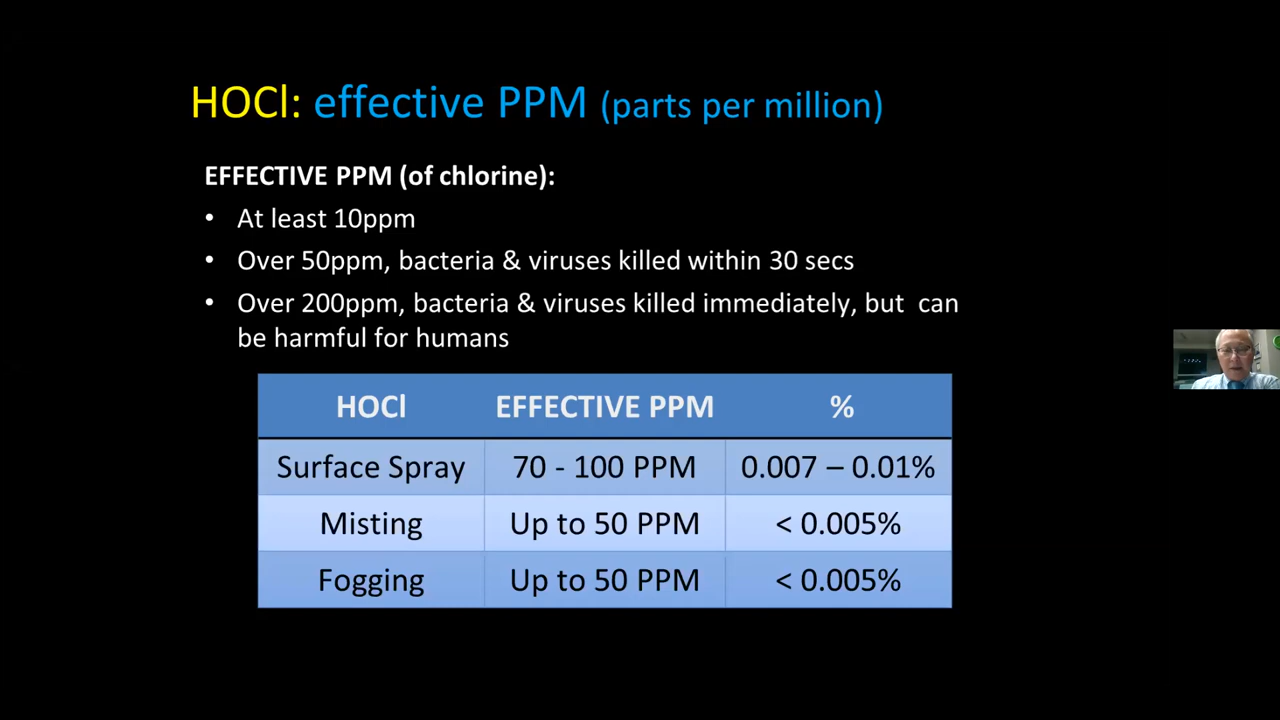 HOCl: effective PPM (parts per million)
EFFECTIVE PPM (of chlorine):
• At least 10ppm
• Over 50ppm, bacteria & viruses killed within 30 secs
• Over 200ppm, bacteria & viruses killed immediately, but can
be harmful for humans
HOCl EFFECTIVE PPM %
Surface Spray 70 - 100 PPM 0.007 – 0.01%
Misting Up to 50 PPM < 0.005%
Fogging Up to 50 PPM < 0.005%